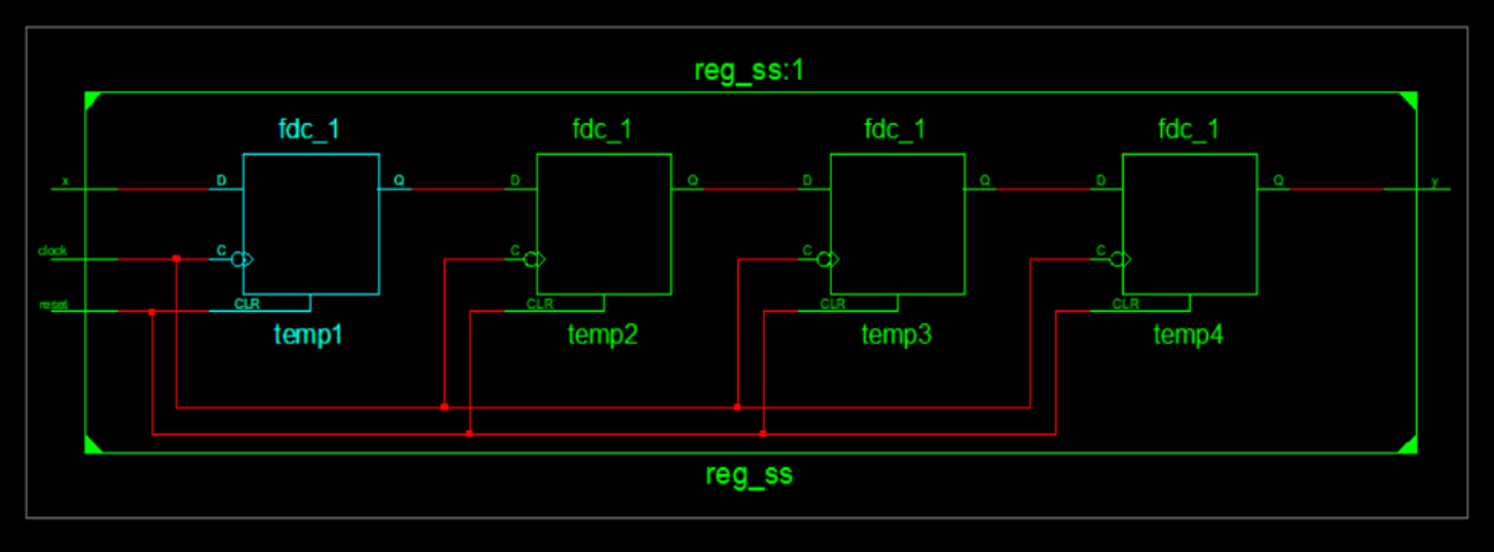 reg_ss:1
fdc_1 fdc_1 fdc_1 fdc_1
x D Q D Q D Q D Q y
clock C C C C
reset CLR CLR CLR CLR
temp1 temp2 temp3 temp4
reg_ss